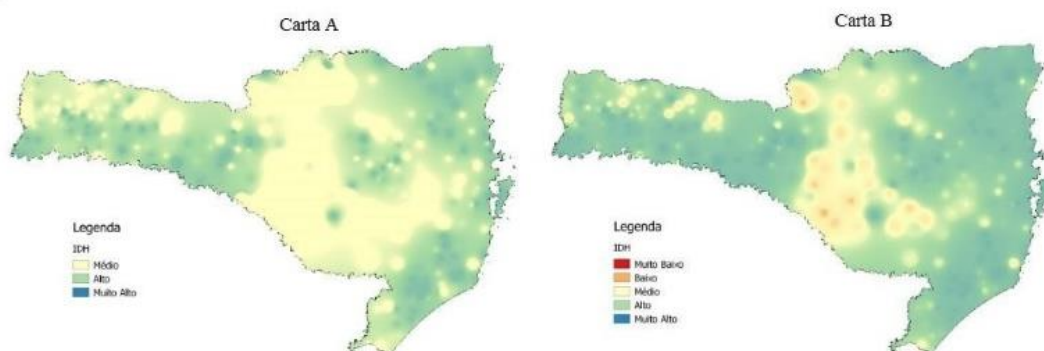 Carta A
Legenda
IDH
Médio
Alto
Muito Alto
Carta B
Legenda
IDH
Muito Baixo
Baixo
Médio
Alto
Muito Alto